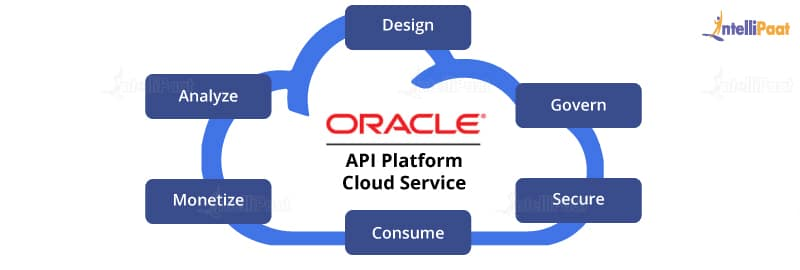 Design
IntelliPaat
Analyze
Govern
ORACLE®
API Platform
Cloud Service
Monetize
Secure
Consume